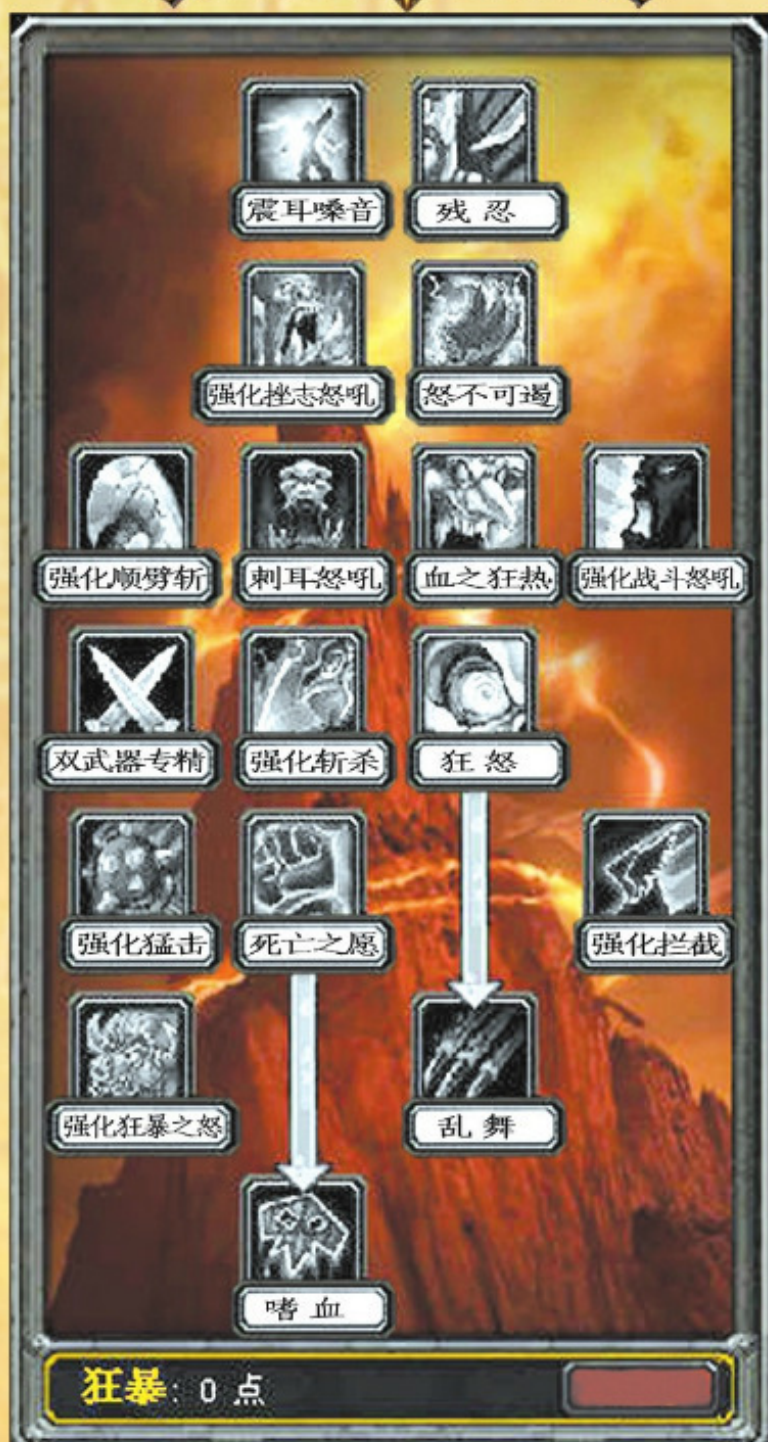 震耳嗓音
残忍
强化挫志怒吼
怒不可遏
强化顺劈斩
刺耳怒吼
血之狂热
强化战斗怒吼
双武器专精
强化斩杀
狂怒
强化猛击
死亡之愿
强化拦截
强化狂暴之怒
乱舞
嗜血
狂暴: 0 点